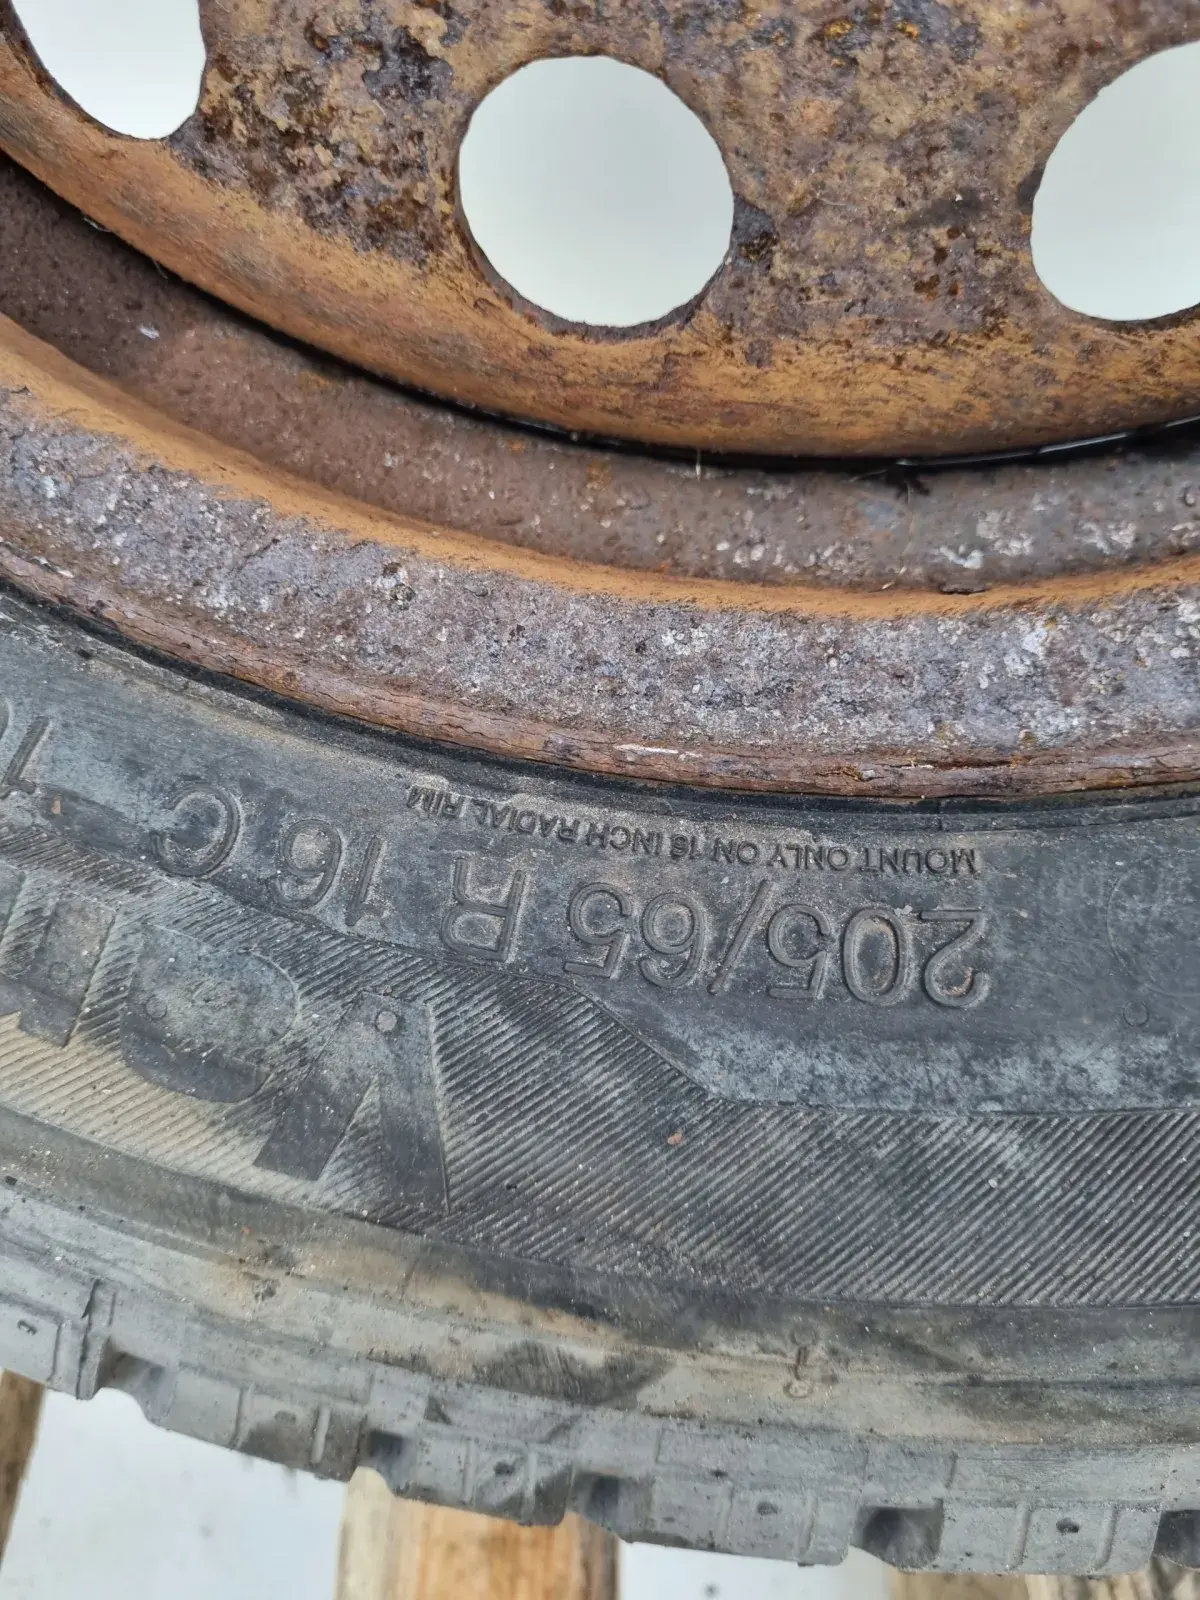 MOUNT ONLY ON 16 INCH RADIAL RIM
205/65 R 16 C